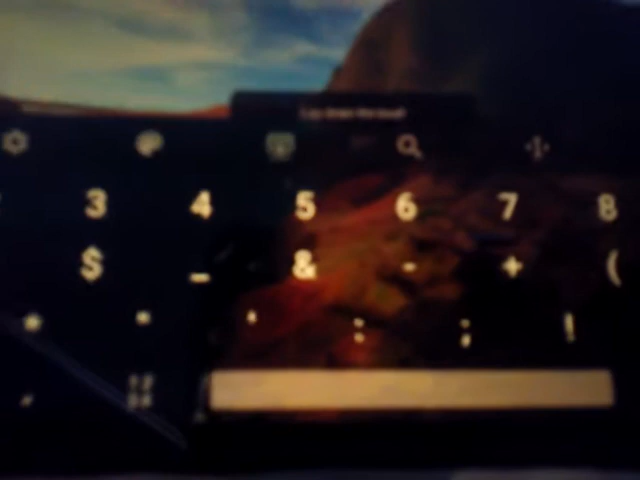 3 4 5 6 7 8
$ _ & - + (
* " ' : ; !
,